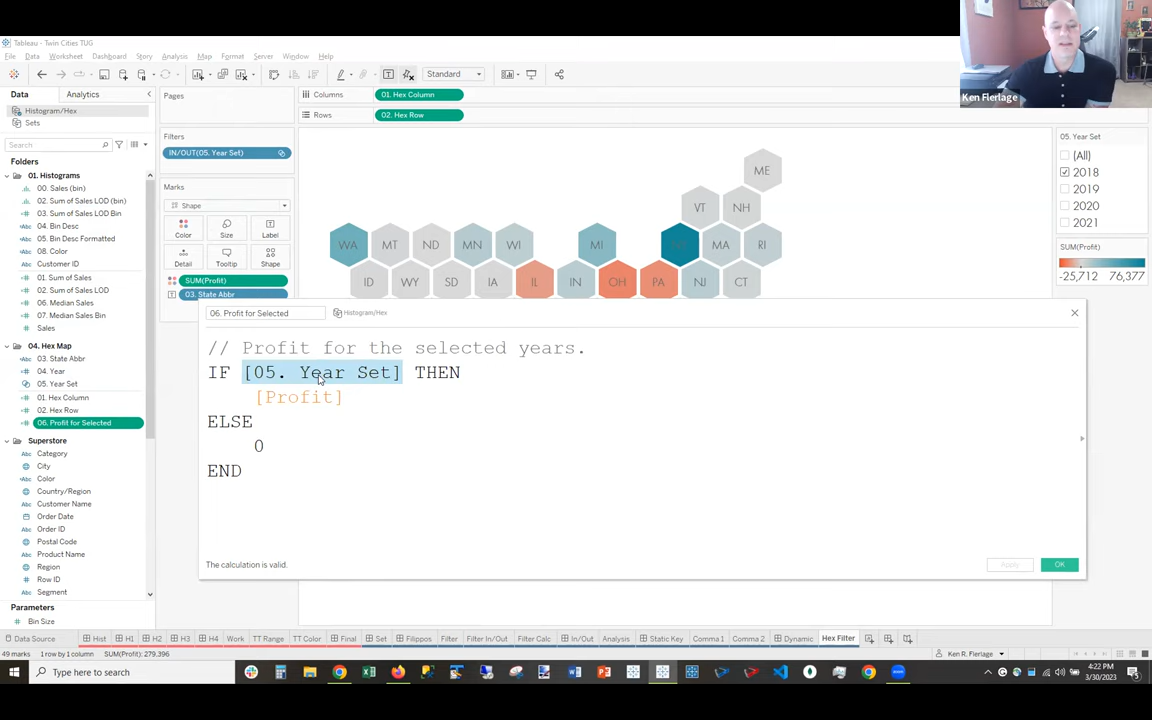 Tableau - Twin Cities TUG
File Data Worksheet Dashboard Story Analysis Map Format Server Window Help
Standard
Ken Flerlage
Data
Analytics
Histogram/Hex
Sets
Search
Folders
01. Histograms
00. Sales (bin)
02. Sum of Sales LOD (bin)
03. Sum of Sales LOD Bin
04. Bin Desc
05. Bin Desc Formatted
08. Color
Customer ID
01. Sum of Sales
02. Sum of Sales LOD
06. Median Sales
07. Median Sales Bin
Sales
04. Hex Map
03. State Abbr
04. Year
05. Year Set
01. Hex Column
02. Hex Row
06. Profit for Selected
Superstore
Category
City
Color
Country/Region
Customer Name
Order Date
Order ID
Postal Code
Product Name
Region
Row ID
Segment
Parameters
Bin Size
Pages
Filters
IN/OUT(05. Year Set)
Marks
Shape
Color
Size
Label
Detail
Tooltip
Shape
SUM(Profit)
03. State Abbr
Columns
01. Hex Column
Rows
02. Hex Row
ME
VT NH
WA MT ND MN WI MI MA RI
ID WY SD IA IL IN OH PA NJ CT
05. Year Set
(All)
2018
2019
2020
2021
SUM(Profit)
-25,712 76,377
06. Profit for Selected
Histogram/Hex
// Profit for the selected years.
IF [05. Year Set] THEN
[Profit]
ELSE
0
END
The calculation is valid.
Apply
OK
Data Source Hist H1 H2 H3 H4 Work TT Range TT Color Final Set Filippos Filter Filter In/Out Filter Calc In/Out Analysis Static Key Comma 1 Comma 2 Dynamic Hex Filter
49 marks 1 row by 1 column SUM(Profit): 279,396
Ken R. Flerlage
Type here to search
4:22 PM
3/30/2023